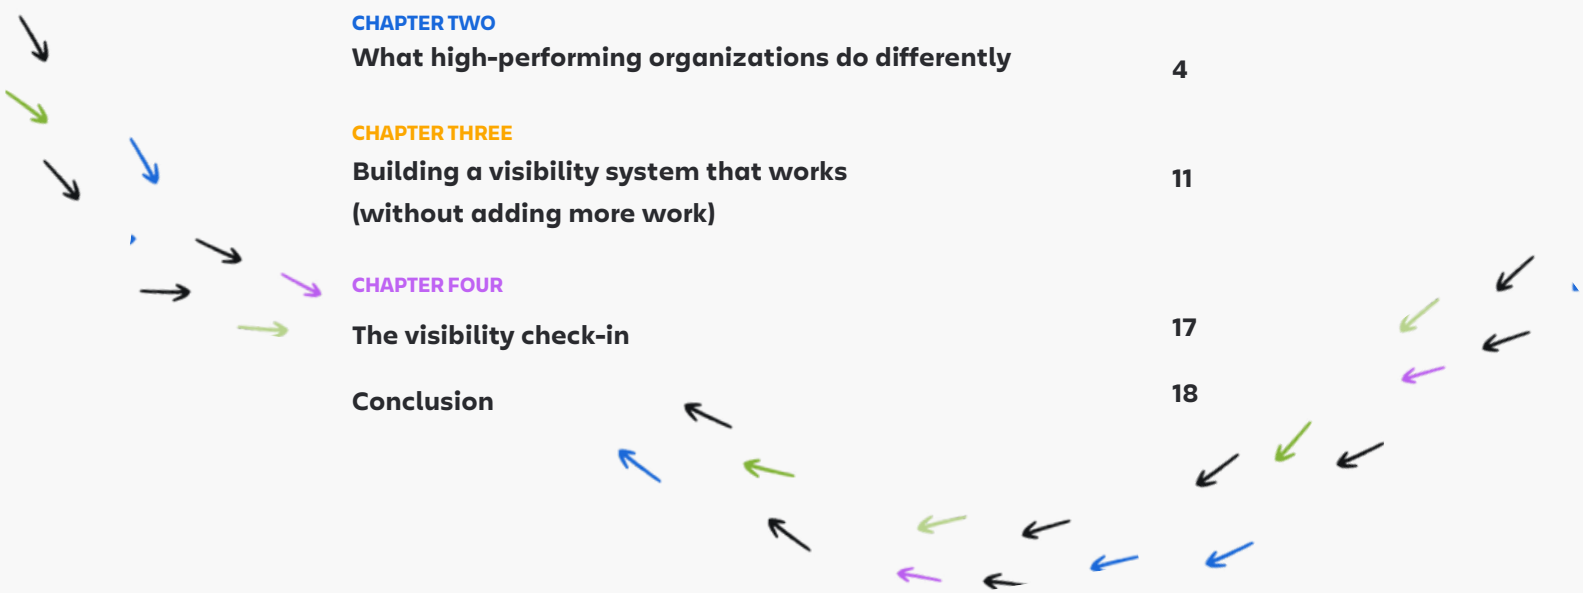 CHAPTER TWO
What high-performing organizations do differently
4
CHAPTER THREE
Building a visibility system that works
(without adding more work)
11
CHAPTER FOUR
The visibility check-in
17
Conclusion
18